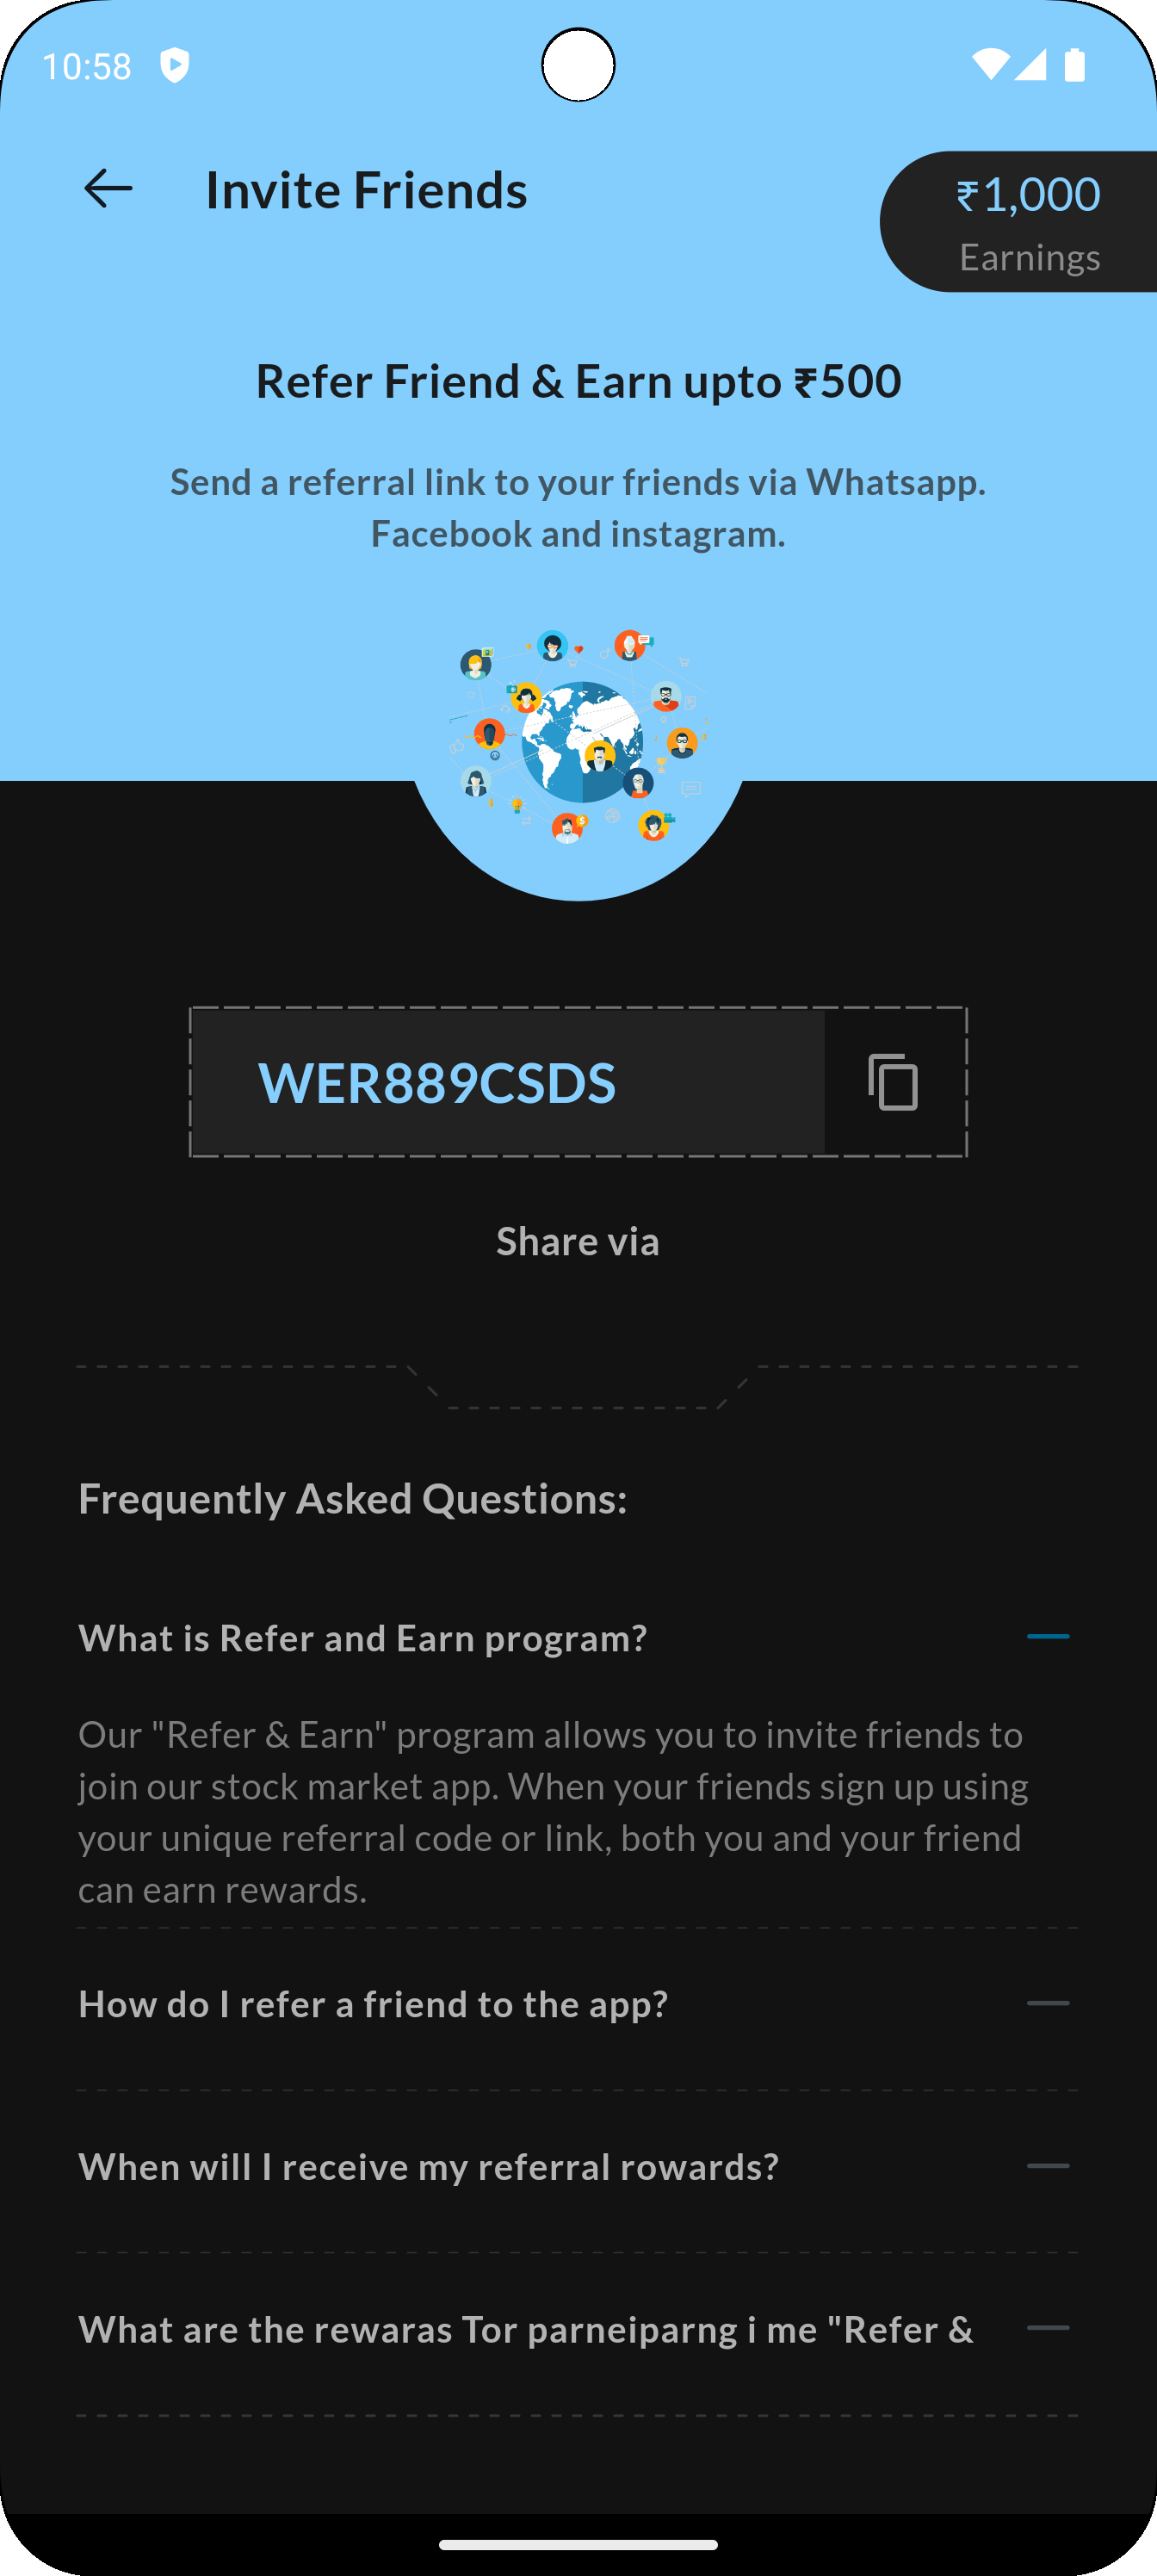 10:58
Invite Friends
₹1,000
Earnings
Refer Friend & Earn upto ₹500
Send a referral link to your friends via Whatsapp.
Facebook and instagram.
WER889CSDS
Share via
Frequently Asked Questions:
What is Refer and Earn program?
Our "Refer & Earn" program allows you to invite friends to
join our stock market app. When your friends sign up using
your unique referral code or link, both you and your friend
can earn rewards.
How do I refer a friend to the app?
When will I receive my referral rowards?
What are the rewaras Tor parneiparng i me "Refer &